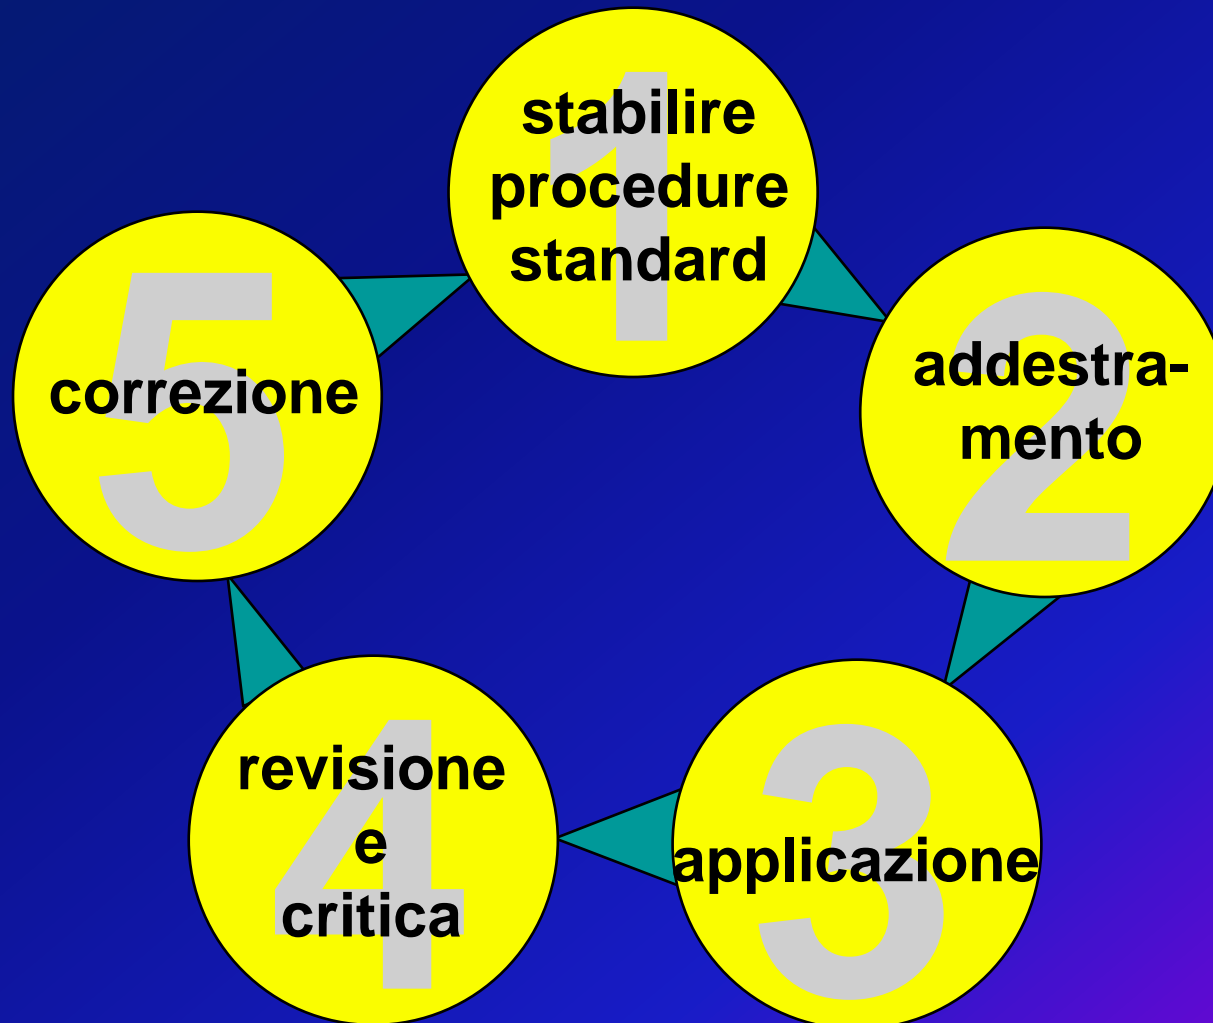 1
stabilire
procedure
standard
2
addestra-
mento
3
applicazione
4
revisione
e
critica
5
correzione